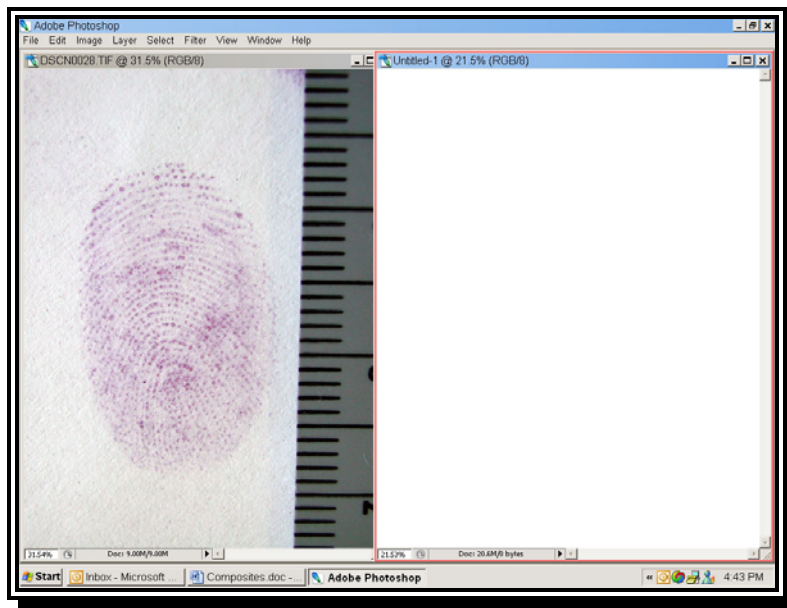 Adobe Photoshop
File Edit Image Layer Select Filter View Window Help
DSCN0028.TIF @ 31.5% (RGB/8)
Untitled-1 @ 21.5% (RGB/8)
31.54% Doc: 9.00M/9.00M
21.53% Doc: 20.6M/0 bytes
Start Inbox - Microsoft ... Composites.doc -... Adobe Photoshop « 4:43 PM